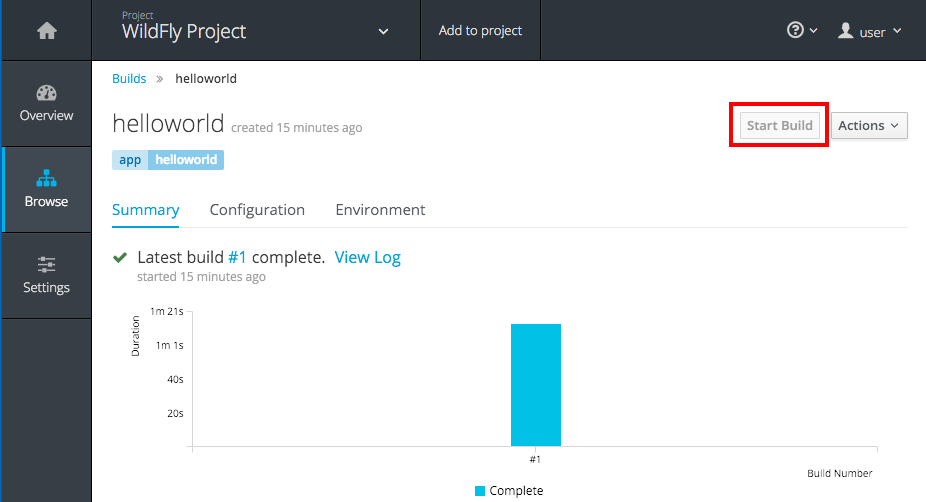 Project
WildFly Project
Add to project
user
Overview
Browse
Settings
Builds » helloworld
helloworld created 15 minutes ago
Start Build
Actions
app helloworld
Summary Configuration Environment
Latest build #1 complete. View Log
started 15 minutes ago
Duration
1m 21s
1m 1s
40s
20s
#1
Build Number
Complete